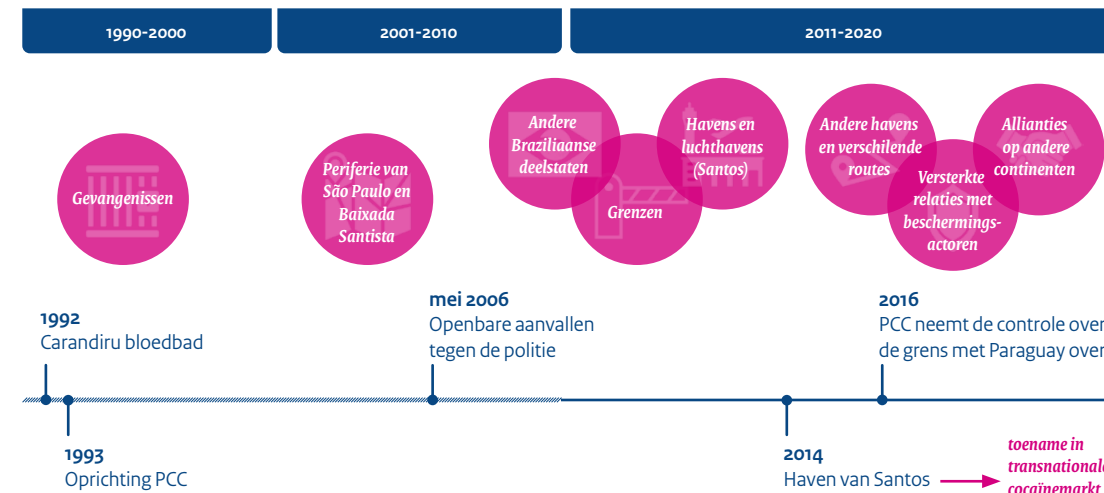 1990-2000
2001-2010
2011-2020
Gevangenissen
Periferie van
São Paulo en
Baixada
Santista
Andere
Braziliaanse
deelstaten
Grenzen
Havens en
luchthavens
(Santos)
Andere havens
en verschilende
routes
Versterkte
relaties met
beschermings-
actoren
Allianties
op andere
continenten
1992
Carandiru bloedbad
mei 2006
Openbare aanvallen
tegen de politie
2016
PCC neemt de controle over
de grens met Paraguay over
1993
Oprichting PCC
2014
Haven van Santos
toename in
transnationale
cocaïnemarkt